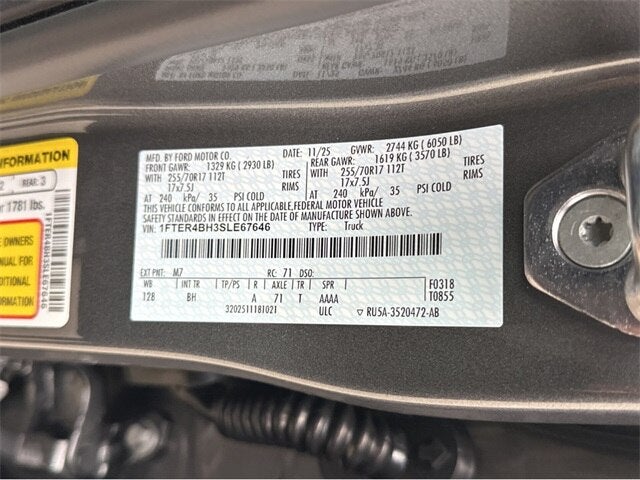 MFD. BY FORD MOTOR CO.
DATE: 11/25 GVWR: 2744 KG ( 6050 LB)
FRONT GAWR: 1329 KG ( 2930 LB)
REAR GAWR: 1619 KG ( 3570 LB)
WITH 255/70R17 112T TIRES
WITH 255/70R17 112T TIRES
17x7.5J RIMS
17x7.5J RIMS
AT 240 kPa/ 35 PSI COLD
AT 240 kPa/ 35 PSI COLD
THIS VEHICLE CONFORMS TO ALL APPLICABLE FEDERAL MOTOR VEHICLE
SAFETY STANDARDS IN EFFECT ON THE DATE OF MANUFACTURE SHOWN ABOVE.
VIN: 1FTER4BH3SLE67646 TYPE: Truck
EXT PNT: M7 RC: 71 DSO:
WB INT TR TP/PS R AXLE TR SPR F0318
128 BH A 71 T AAAA T0855
3202511181021 ULC ▽ RU5A-3520472-AB
INFORMATION
2 REAR: 3
1781 lbs.
OWNERS
FOR
INFORMATION
1FTER4BH3SLE67646